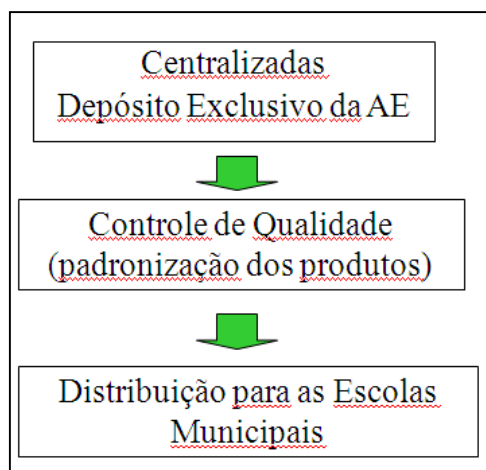 Centralizadas
Depósito Exclusivo da AE
Controle de Qualidade
(padronização dos produtos)
Distribuição para as Escolas
Municipais